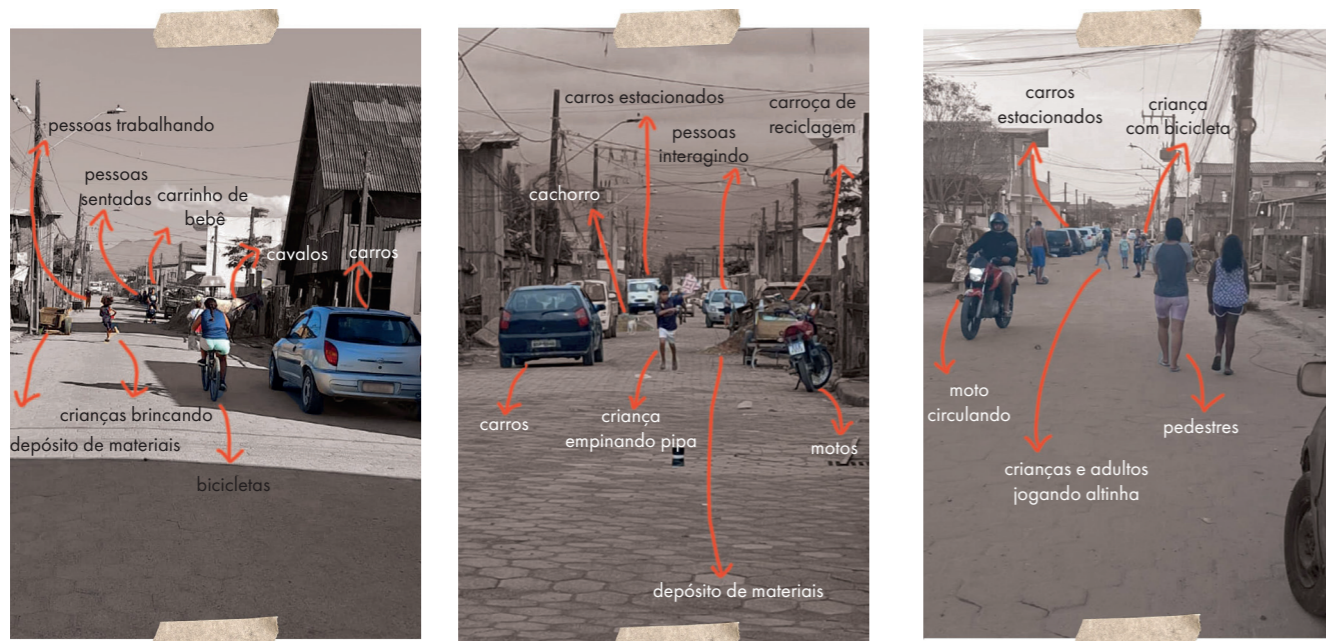 pessoas trabalhando
pessoas
sentadas
carrinho de
bebê
cavalos
carros
crianças brincando
depósito de materiais
bicicletas
carros estacionados
carroça de
reciclagem
pessoas
interagindo
cachorro
carros
criança
empinando pipa
motos
depósito de materiais
carros
estacionados
criança
com bicicleta
moto
circulando
pedestres
crianças e adultos
jogando altinha